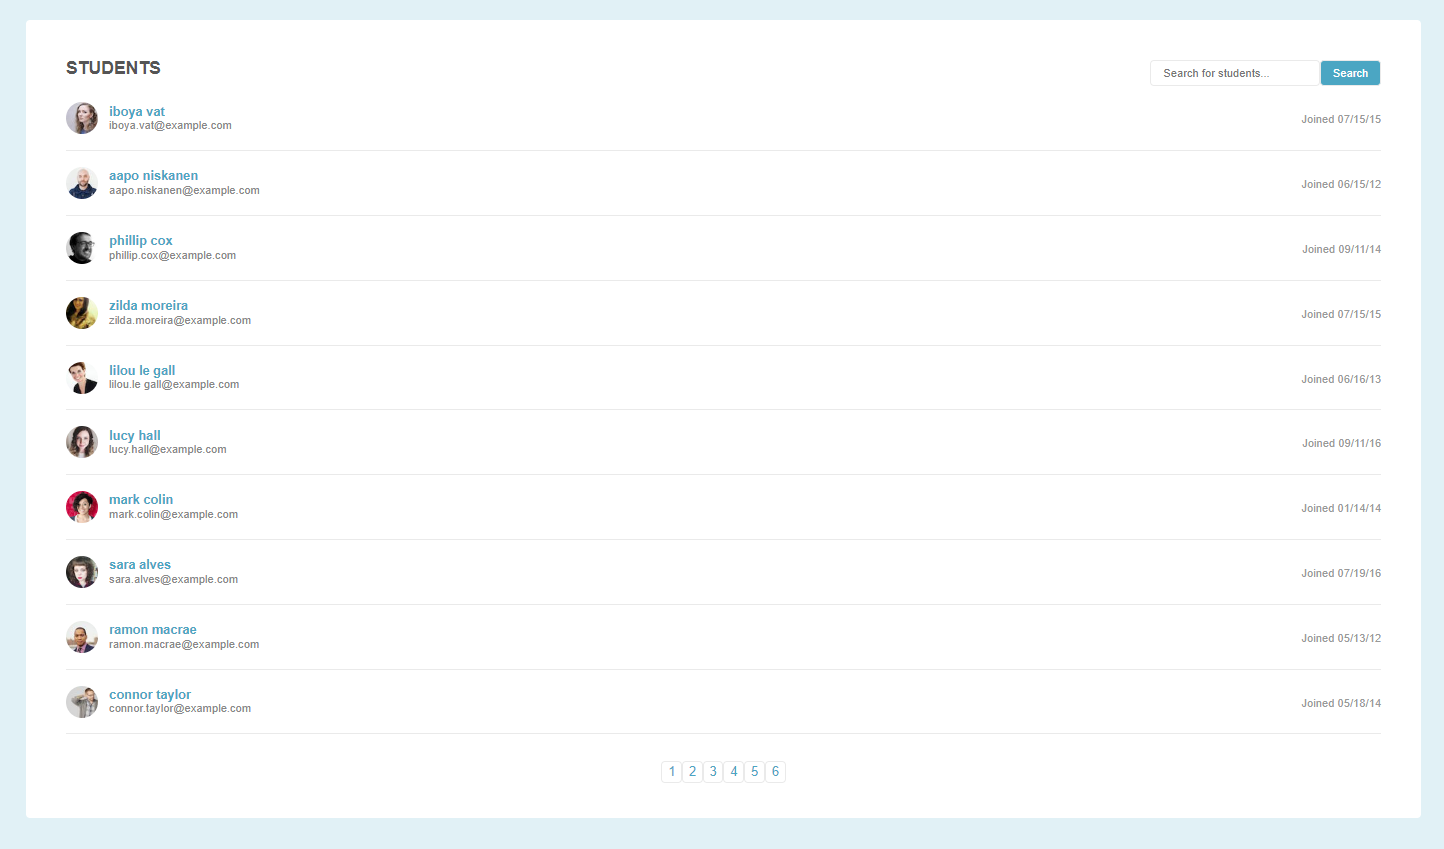 STUDENTS
Search for students...
Search
iboya vat
iboya.vat@example.com
Joined 07/15/15
aapo niskanen
aapo.niskanen@example.com
Joined 06/15/12
phillip cox
phillip.cox@example.com
Joined 09/11/14
zilda moreira
zilda.moreira@example.com
Joined 07/15/15
lilou le gall
lilou.le gall@example.com
Joined 06/16/13
lucy hall
lucy.hall@example.com
Joined 09/11/16
mark colin
mark.colin@example.com
Joined 01/14/14
sara alves
sara.alves@example.com
Joined 07/19/16
ramon macrae
ramon.macrae@example.com
Joined 05/13/12
connor taylor
connor.taylor@example.com
Joined 05/18/14
1 2 3 4 5 6